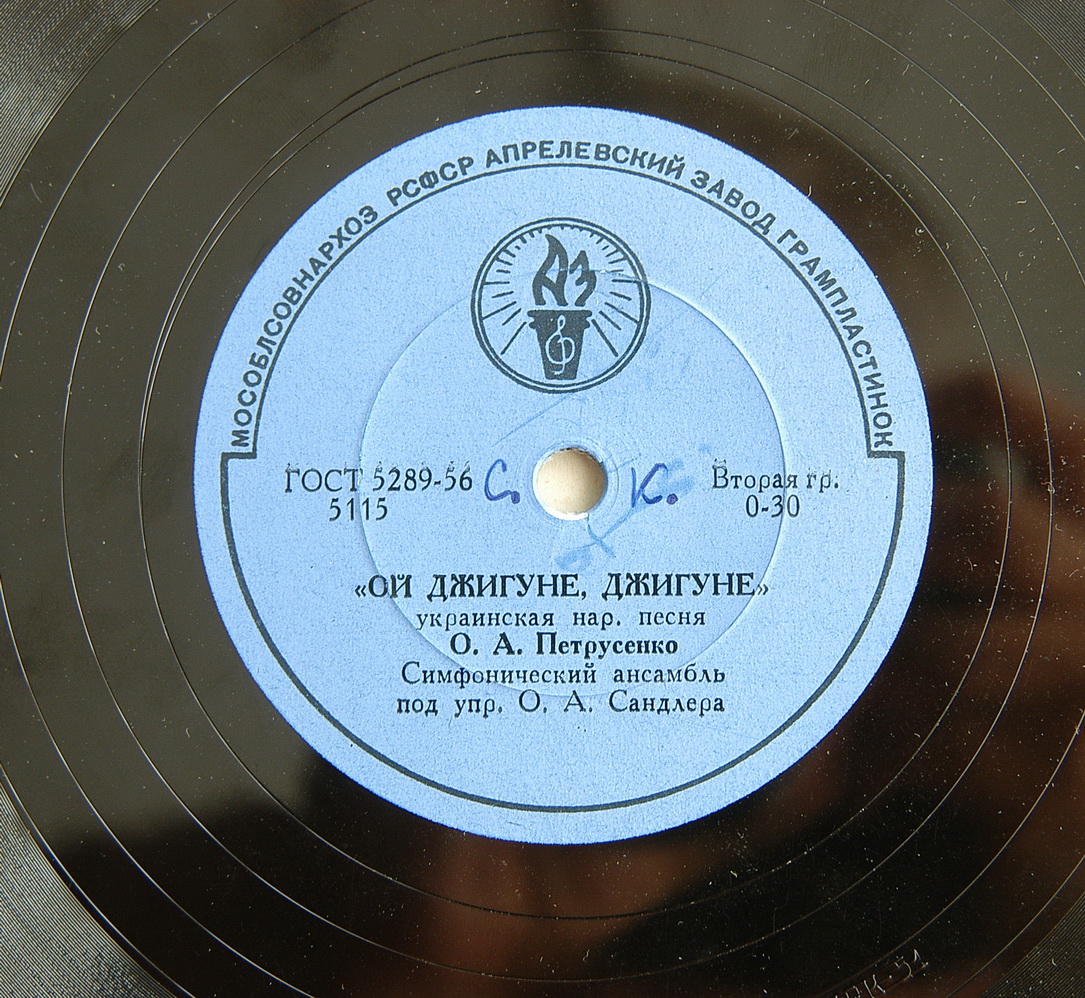 МОСОБЛСОВНАРХОЗ РСФСР АПРЕЛЕВСКИЙ ЗАВОД ГРАМПЛАСТИНОК
АЗ
ГОСТ 5289-56 С. К. Вторая гр.
5115 0-30
«ОЙ ДЖИГУНЕ, ДЖИГУНЕ»
украинская нар. песня
О. А. Петрусенко
Симфонический ансамбль
под упр. О. А. Сандлера